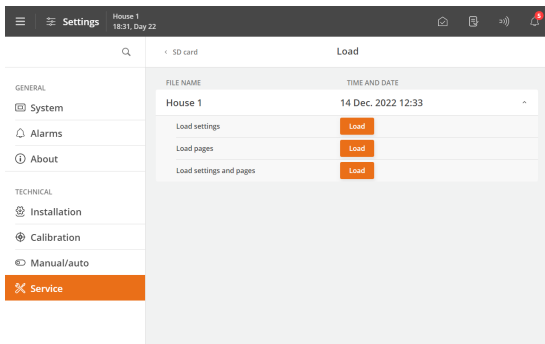 Settings
House 1
18:31, Day 22
5
SD card
Load
GENERAL
System
Alarms
About
TECHNICAL
Installation
Calibration
Manual/auto
Service
FILE NAME TIME AND DATE
House 1 14 Dec. 2022 12:33
Load settings Load
Load pages Load
Load settings and pages Load